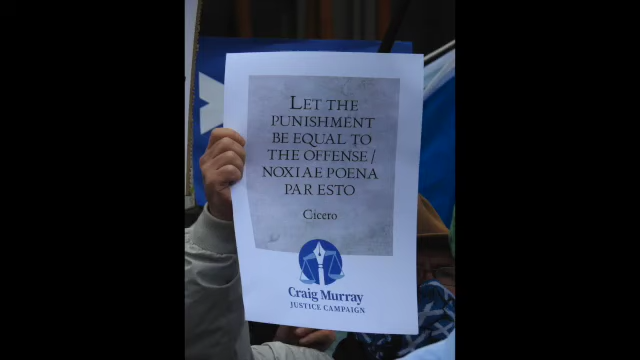 LET THE
PUNISHMENT
BE EQUAL TO
THE OFFENSE /
NOXIAE POENA
PAR ESTO
Cicero
Craig Murray
JUSTICE CAMPAIGN